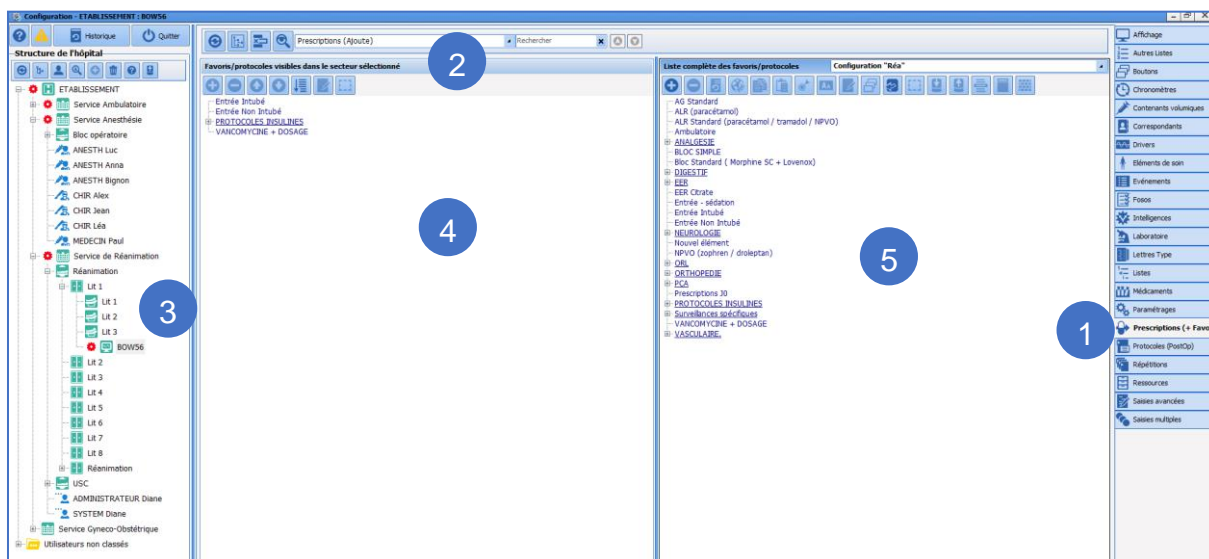 Configuration - ETABLISSEMENT : BOW56
Historique
Quitter
Structure de l'hôpital
ETABLISSEMENT
Service Ambulatoire
Service Anesthésie
Bloc opératoire
ANESTH Luc
ANESTH Anna
ANESTH Bignon
CHIR Alex
CHIR Jean
CHIR Léa
MEDECIN Paul
Service de Réanimation
Réanimation
Lit 1
Lit 1
Lit 2
Lit 3
BOW56
Lit 2
Lit 3
Lit 4
Lit 5
Lit 6
Lit 7
Lit 8
Réanimation
USC
ADMINISTRATEUR Diane
SYSTEM Diane
Service Gyneco-Obstétrique
Utilisateurs non classés
3
Prescriptions (Ajoute)
Rechercher
2
Favoris/protocoles visibles dans le secteur sélectionné
Entrée Intubé
Entrée Non Intubé
PROTOCOLES INSULINES
VANCOMYCINE + DOSAGE
4
Liste complète des favoris/protocoles
Configuration "Réa"
AG Standard
ALR (paracétamol)
ALR Standard (paracétamol / tramadol / NPVO)
Ambulatoire
ANALGESIE
BLOC SIMPLE
Bloc Standard ( Morphine SC + Lovenox)
DIGESTIF
EER
EER Citrate
Entrée - sédation
Entrée Intubé
Entrée Non Intubé
NEUROLOGIE
Nouvel élément
NPVO (zophren / droleptan)
ORL
ORTHOPEDIE
PCA
Prescriptions J0
PROTOCOLES INSULINES
Surveillances spécifiques
VANCOMYCINE + DOSAGE
VASCULAIRE.
5
1
Affichage
Autres Listes
Boutons
Chronomètres
Contenants volumiques
Correspondants
Drivers
Eléments de soin
Evénements
Fosos
Intelligences
Laboratoire
Lettres Type
Listes
Médicaments
Paramétrages
Prescriptions (+ Favo
Protocoles (PostOp)
Répétitions
Ressources
Saisies avancées
Saisies multiples